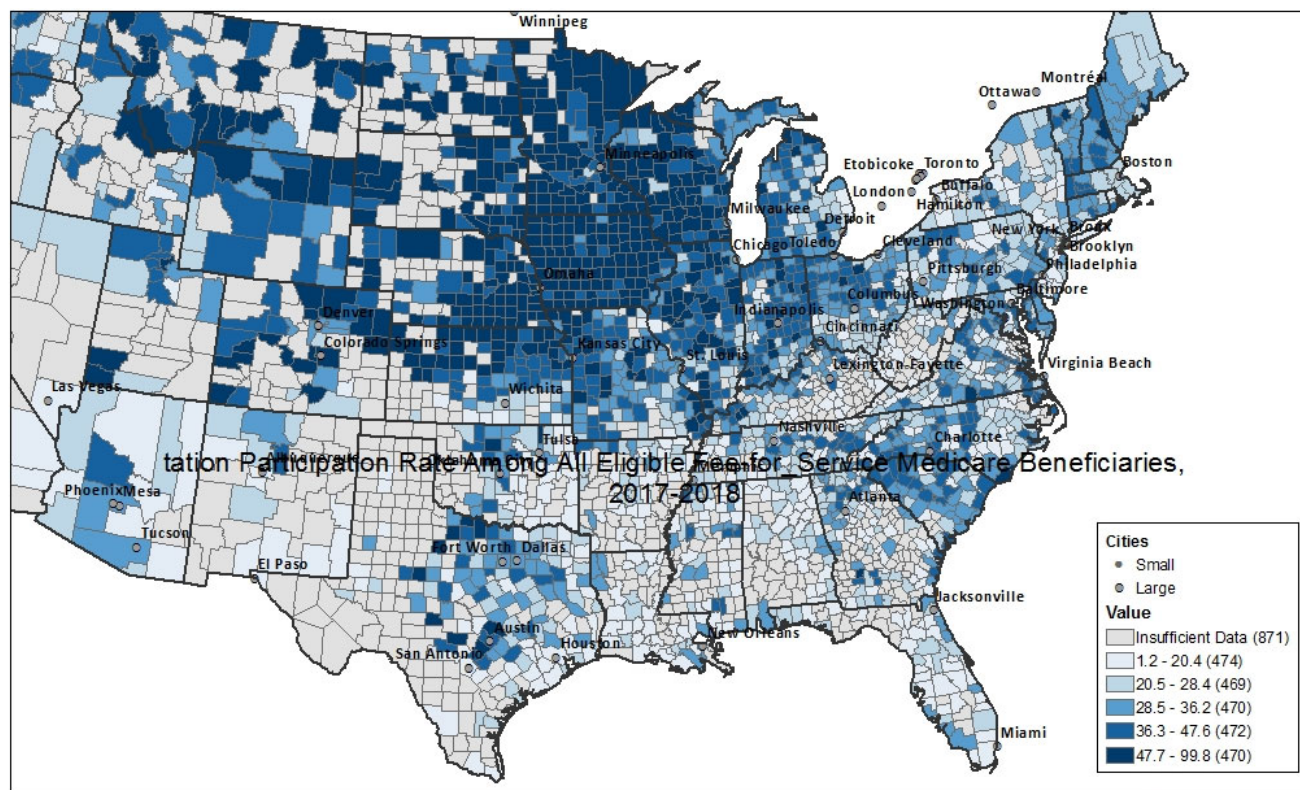 Winnipeg
Montréal
Ottawa
Minneapolis
Etobicoke Toronto
Boston
London Buffalo
Hamilton
Milwaukee Detroit
New York Bronx
Chicago Toledo Cleveland
Brooklyn
Pittsburgh Philadelphia
Omaha
Columbus Washington Baltimore
Denver Indianapolis
Cincinnati
Colorado Springs Kansas City St. Louis
Virginia Beach
Lexington-Fayette
Las Vegas
Wichita
Nashville
Tulsa Charlotte
Albuquerque
tation Participation Rate Among All Eligible Fee_for_Service Medicare Beneficiaries,
2017-2018
Phoenix Mesa
Atlanta
Tucson
Fort Worth Dallas
El Paso
Jacksonville
Austin
New Orleans
Houston
San Antonio
Miami
Cities
Small
Large
Value
Insufficient Data (871)
1.2 - 20.4 (474)
20.5 - 28.4 (469)
28.5 - 36.2 (470)
36.3 - 47.6 (472)
47.7 - 99.8 (470)